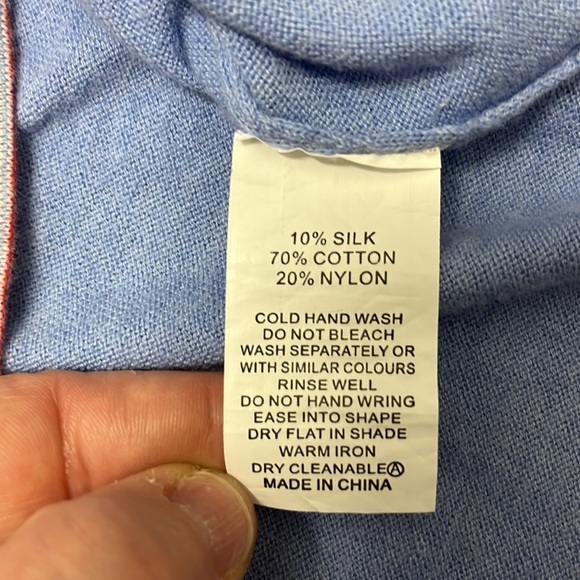 10% SILK
70% COTTON
20% NYLON
COLD HAND WASH
DO NOT BLEACH
WASH SEPARATELY OR
WITH SIMILAR COLOURS
RINSE WELL
DO NOT HAND WRING
EASE INTO SHAPE
DRY FLAT IN SHADE
WARM IRON
DRY CLEANABLEⒶ
MADE IN CHINA